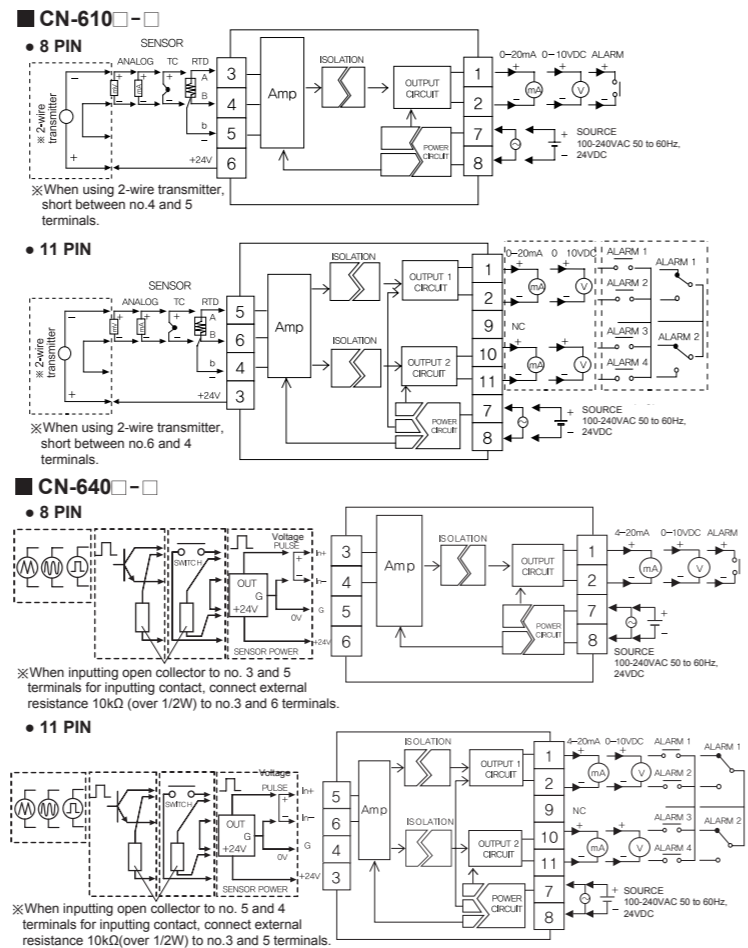 ■ CN-610□-□
● 8 PIN
SENSOR
ANALOG TC RTD
A
B
b
mV
mA
+24V
※ 2-wire transmitter
3
4
5
6
Amp
ISOLATION
OUTPUT CIRCUIT
POWER CIRCUIT
1
2
7
8
0-20mA 0-10VDC ALARM
mA
V
SOURCE
100-240VAC 50 to 60Hz,
24VDC
※When using 2-wire transmitter,
short between no.4 and 5
terminals.
● 11 PIN
SENSOR
ANALOG TC RTD
A
B
b
mV
mA
+24V
※ 2-wire transmitter
5
6
4
3
Amp
ISOLATION
ISOLATION
OUTPUT 1 CIRCUIT
OUTPUT 2 CIRCUIT
POWER CIRCUIT
1
2
9
10
11
7
8
0-20mA 0 10VDC
NC
mA
V
mA
V
ALARM 1
ALARM 2
ALARM 3
ALARM 4
ALARM 1
ALARM 2
SOURCE
100-240VAC 50 to 60Hz,
24VDC
※When using 2-wire transmitter,
short between no.6 and 4
terminals.
■ CN-640□-□
● 8 PIN
SWITCH
Voltage
PULSE
OUT
G
+24V
0V
SENSOR POWER
In+
In-
G
+24V
3
4
5
6
Amp
ISOLATION
OUTPUT CIRCUIT
POWER CIRCUIT
1
2
7
8
4-20mA 0-10VDC ALARM
mA
V
SOURCE
100-240VAC 50 to 60Hz,
24VDC
※When inputting open collector to no. 3 and 5
terminals for inputting contact, connect external
resistance 10kΩ (over 1/2W) to no.3 and 6 terminals.
● 11 PIN
SWITCH
Voltage
PULSE
OUT
G
+24V
0V
SENSOR POWER
In+
In-
G
+24V
5
6
4
3
Amp
ISOLATION
ISOLATION
OUTPUT 1 CIRCUIT
OUTPUT 2 CIRCUIT
POWER CIRCUIT
1
2
9
10
11
7
8
4-20mA 0-10VDC
NC
mA
V
mA
V
ALARM 1
ALARM 2
ALARM 3
ALARM 4
ALARM 1
ALARM 2
SOURCE
100-240VAC 50 to 60Hz,
24VDC
※When inputting open collector to no. 5 and 4
terminals for inputting contact, connect external
resistance 10kΩ(over 1/2W) to no.3 and 5 terminals.